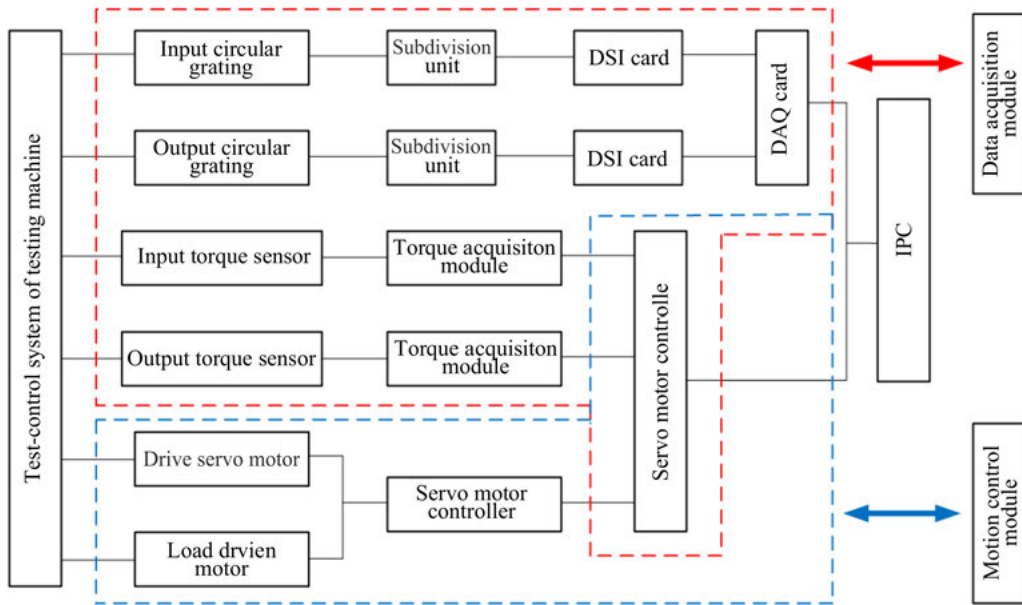 Test-control system of testing machine
Input circular
grating
Subdivision
unit
DSI card
DAQ card
Data acquisition
module
Output circular
grating
Subdivision
unit
DSI card
IPC
Input torque sensor
Torque acquisiton
module
Servo motor controlle
Output torque sensor
Torque acquisiton
module
Drive servo motor
Servo motor
controller
Load drvien
motor
Motion control
module